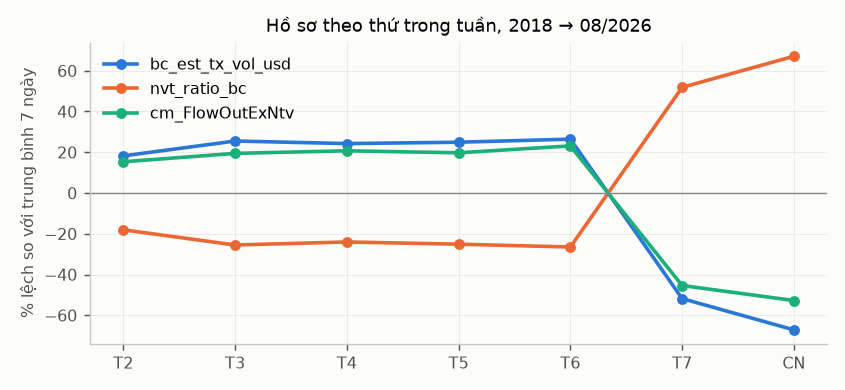 Hồ sơ theo thứ trong tuần, 2018 → 08/2026
% lệch so với trung bình 7 ngày
bc_est_tx_vol_usd
nvt_ratio_bc
cm_FlowOutExNtv
60
40
20
0
−20
−40
−60
T2 T3 T4 T5 T6 T7 CN